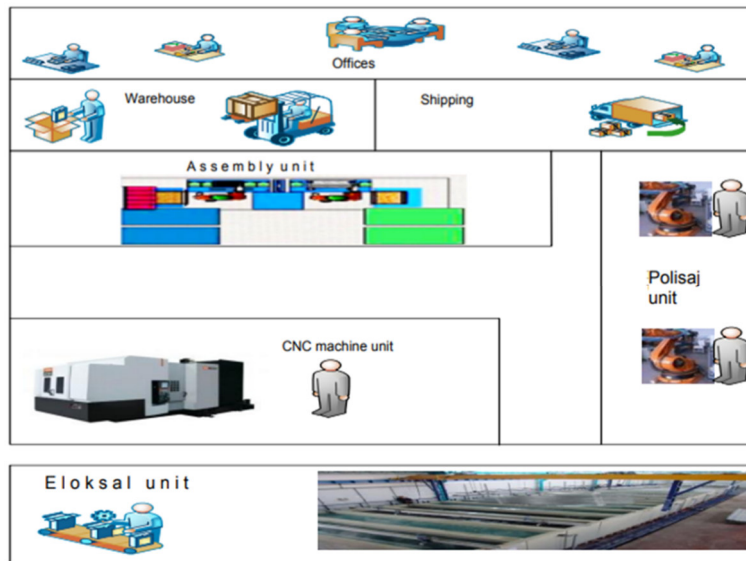 Offices
Warehouse
Shipping
Assembly unit
Polisaj
unit
CNC machine unit
Eloksal unit